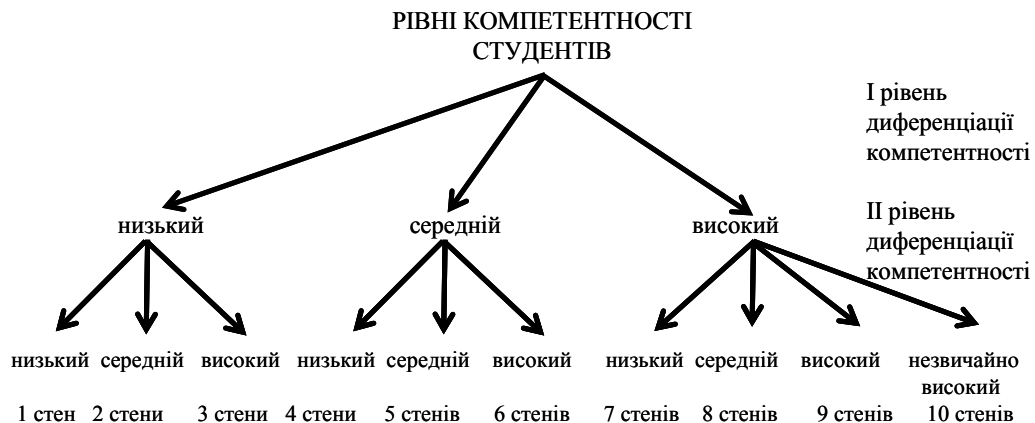 РІВНІ КОМПЕТЕНТНОСТІ
СТУДЕНТІВ
І рівень
диференціації
компетентності
низький середній високий
ІІ рівень
диференціації
компетентності
низький середній високий низький середній високий низький середній високий незвичайно
високий
1 стен 2 стени 3 стени 4 стени 5 стенів 6 стенів 7 стенів 8 стенів 9 стенів 10 стенів